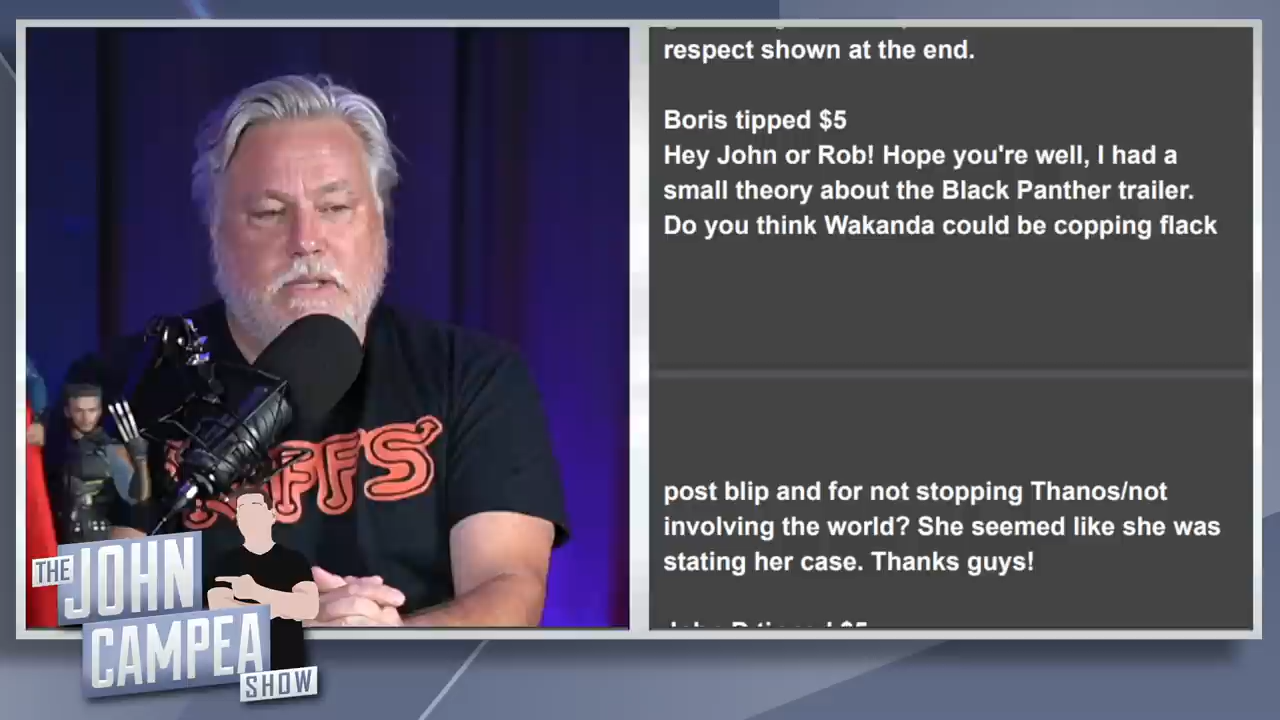 respect shown at the end.
Boris tipped $5
Hey John or Rob! Hope you're well, I had a
small theory about the Black Panther trailer.
Do you think Wakanda could be copping flack
post blip and for not stopping Thanos/not
involving the world? She seemed like she was
stating her case. Thanks guys!
THE
JOHN
CAMPEA
SHOW